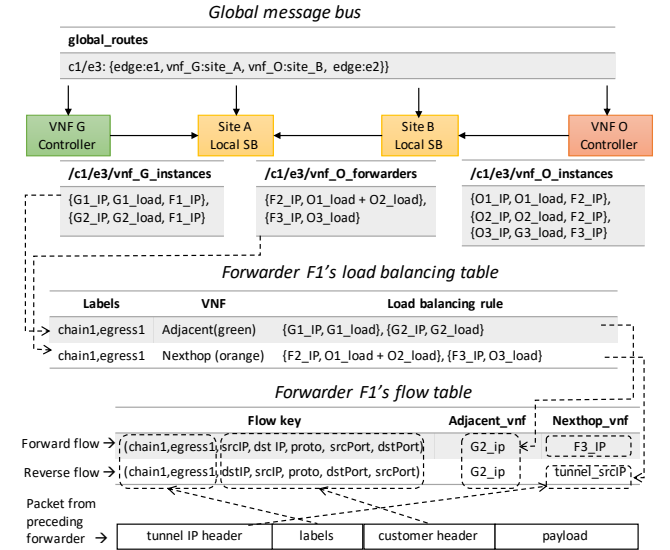 Global message bus
global_routes
c1/e3: {edge:e1, vnf_G:site_A, vnf_O:site_B, edge:e2}}
VNF G
Controller
Site A
Local SB
Site B
Local SB
VNF O
Controller
/c1/e3/vnf_G_instances
{G1_IP, G1_load, F1_IP},
{G2_IP, G2_load, F1_IP}
/c1/e3/vnf_O_forwarders
{F2_IP, O1_load + O2_load},
{F3_IP, O3_load}
/c1/e3/vnf_O_instances
{O1_IP, O1_load, F2_IP},
{O2_IP, O2_load, F2_IP}
{O3_IP, G3_load, F3_IP}
Forwarder F1's load balancing table
Labels VNF Load balancing rule
chain1,egress1 Adjacent(green) {G1_IP, G1_load}, {G2_IP, G2_load}
chain1,egress1 Nexthop (orange) {F2_IP, O1_load + O2_load}, {F3_IP, O3_load}
Forwarder F1's flow table
Flow key Adjacent_vnf Nexthop_vnf
Forward flow (chain1,egress1 srcIP, dst IP, proto, srcPort, dstPort) G2_ip F3_IP
Reverse flow (chain1,egress1 dstIP, srcIP, proto, dstPort, srcPort) G2_ip tunnel_srcIP
Packet from
preceding
forwarder
tunnel IP header labels customer header payload